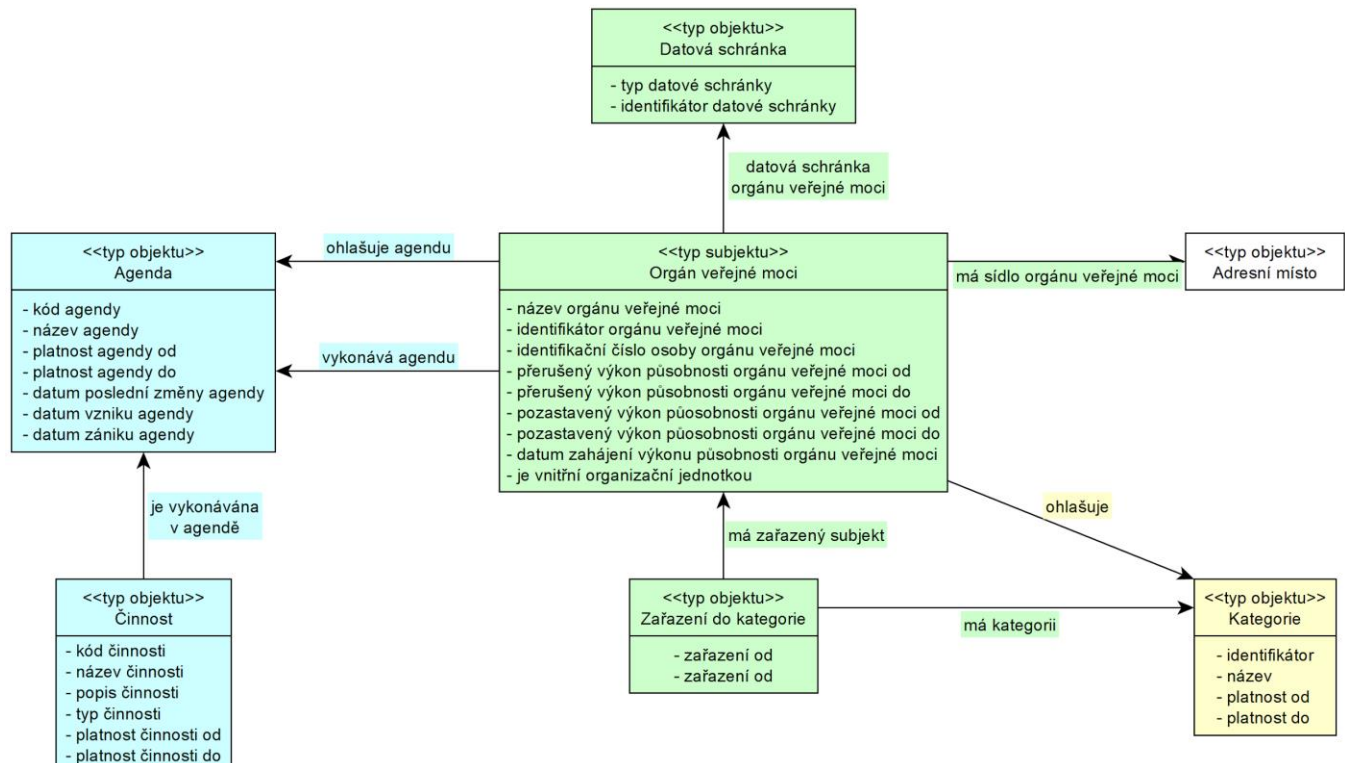 <<typ objektu>>
Datová schránka
- typ datové schránky
- identifikátor datové schránky
datová schránka
orgánu veřejné moci
<<typ objektu>>
Agenda
- kód agendy
- název agendy
- platnost agendy od
- platnost agendy do
- datum poslední změny agendy
- datum vzniku agendy
- datum zániku agendy
ohlašuje agendu
vykonává agendu
<<typ subjektu>>
Orgán veřejné moci
- název orgánu veřejné moci
- identifikátor orgánu veřejné moci
- identifikační číslo osoby orgánu veřejné moci
- přerušený výkon působnosti orgánu veřejné moci od
- přerušený výkon působnosti orgánu veřejné moci do
- pozastavený výkon půosobnosti orgánu veřejné moci od
- pozastavený výkon půosobnosti orgánu veřejné moci do
- datum zahájení výkonu působnosti orgánu veřejné moci
- je vnitřní organizační jednotkou
má sídlo orgánu veřejné moci
<<typ objektu>>
Adresní místo
je vykonávána
v agendě
má zařazený subjekt
ohlašuje
<<typ objektu>>
Činnost
- kód činnosti
- název činnosti
- popis činnosti
- typ činnosti
- platnost činnosti od
- platnost činnosti do
<<typ objektu>>
Zařazení do kategorie
- zařazení od
- zařazení od
má kategorii
<<typ objektu>>
Kategorie
- identifikátor
- název
- platnost od
- platnost do